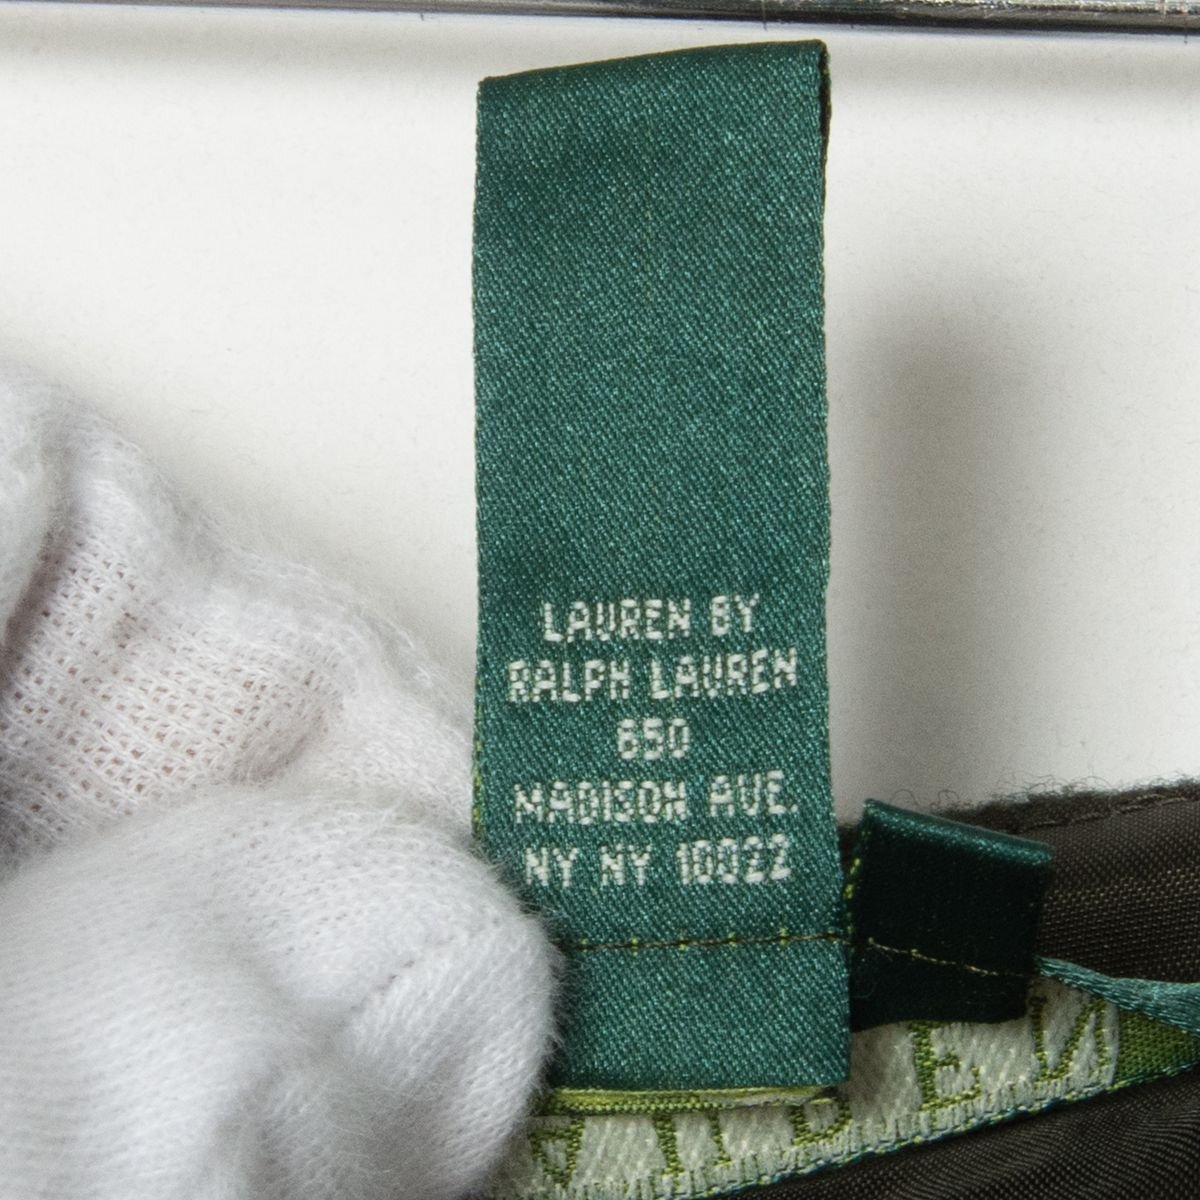 LAUREN BY
RALPH LAUREN
650
MADISON AVE.
NY NY 10022